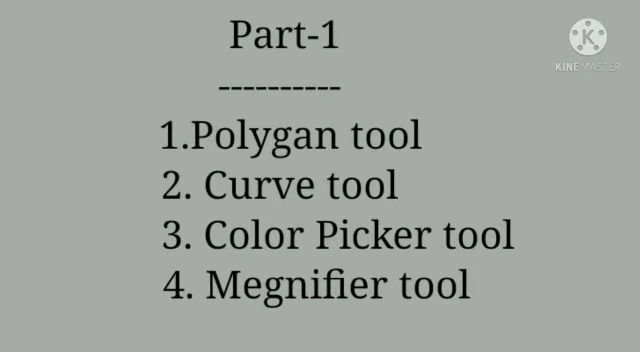 Part-1
----------
1.Polygan tool
2. Curve tool
3. Color Picker tool
4. Megnifier tool
K
KINEMASTER